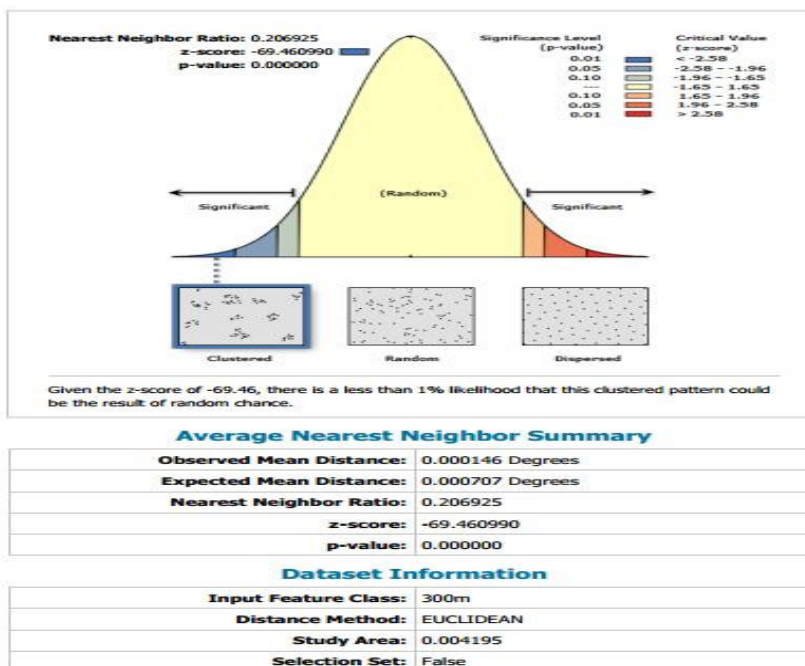 Nearest Neighbor Ratio: 0.206925
z-score: -69.460990
p-value: 0.000000
Significance Level
(p-value)
Critical Value
(z-score)
0.01 < -2.58
0.05 -2.58 - -1.96
0.10 -1.96 - -1.65
--- -1.65 - 1.65
0.10 1.65 - 1.96
0.05 1.96 - 2.58
0.01 > 2.58
Significant
(Random)
Significant
Clustered
Random
Dispersed
Given the z-score of -69.46, there is a less than 1% likelihood that this clustered pattern could
be the result of random chance.
Average Nearest Neighbor Summary
Observed Mean Distance: 0.000146 Degrees
Expected Mean Distance: 0.000707 Degrees
Nearest Neighbor Ratio: 0.206925
z-score: -69.460990
p-value: 0.000000
Dataset Information
Input Feature Class: 300m
Distance Method: EUCLIDEAN
Study Area: 0.004195
Selection Set: False